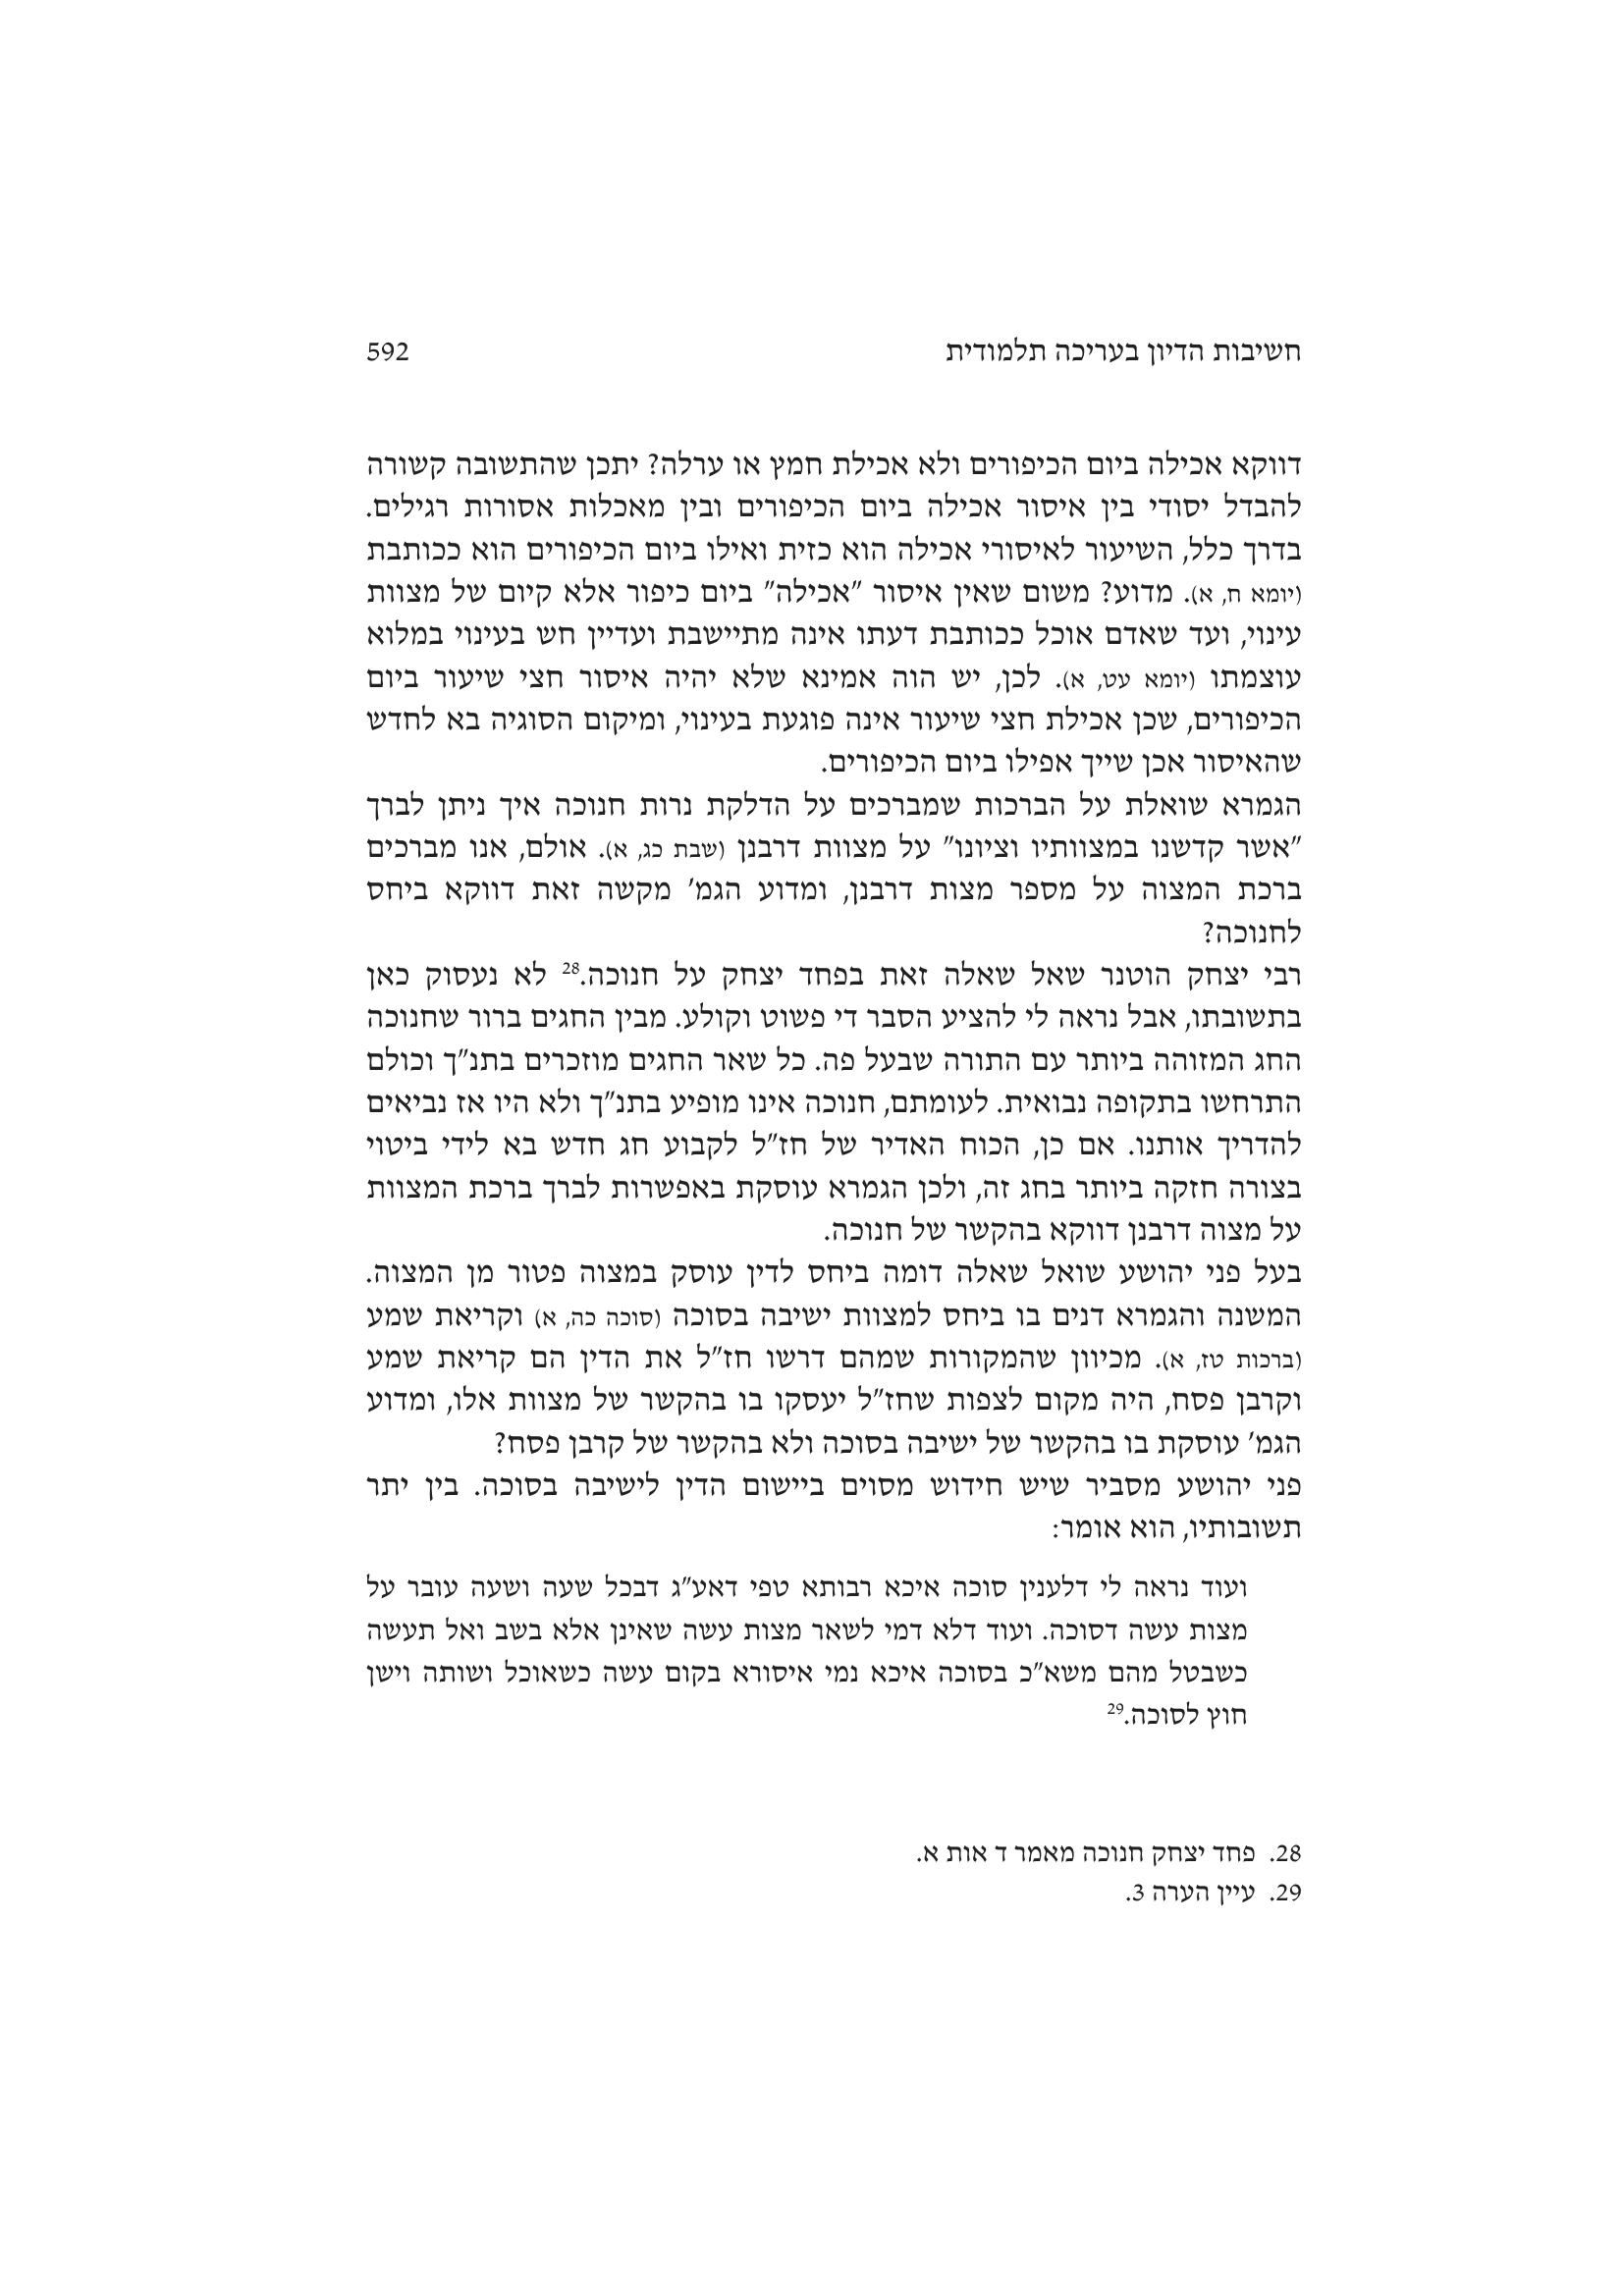 חשיבות הדיון בעריכה תלמודית 592
דווקא אכילה ביום הכיפורים ולא אכילת חמץ או ערלה? יתכן שהתשובה קשורה
להבדל יסודי בין איסור אכילה ביום הכיפורים ובין מאכלות אסורות רגילים.
בדרך כלל, השיעור לאיסורי אכילה הוא כזית ואילו ביום הכיפורים הוא ככותבת
(יומא ח, א). מדוע? משום שאין איסור "אכילה" ביום כיפור אלא קיום של מצוות
עינוי, ועד שאדם אוכל ככותבת דעתו אינה מתיישבת ועדיין חש בעינוי במלוא
עוצמתו (יומא עט, א). לכן, יש הוה אמינא שלא יהיה איסור חצי שיעור ביום
הכיפורים, שכן אכילת חצי שיעור אינה פוגעת בעינוי, ומיקום הסוגיה בא לחדש
שהאיסור אכן שייך אפילו ביום הכיפורים.
הגמרא שואלת על הברכות שמברכים על הדלקת נרות חנוכה איך ניתן לברך
"אשר קדשנו במצוותיו וציונו" על מצוות דרבנן (שבת כג, א). אולם, אנו מברכים
ברכת המצוה על מספר מצות דרבנן, ומדוע הגמ' מקשה זאת דווקא ביחס
לחנוכה?
רבי יצחק הוטנר שאל שאלה זאת בפחד יצחק על חנוכה.28 לא נעסוק כאן
בתשובתו, אבל נראה לי להציע הסבר די פשוט וקולע. מבין החגים ברור שחנוכה
החג המזוהה ביותר עם התורה שבעל פה. כל שאר החגים מוזכרים בתנ"ך וכולם
התרחשו בתקופה נבואית. לעומתם, חנוכה אינו מופיע בתנ"ך ולא היו אז נביאים
להדריך אותנו. אם כן, הכוח האדיר של חז"ל לקבוע חג חדש בא לידי ביטוי
בצורה חזקה ביותר בחג זה, ולכן הגמרא עוסקת באפשרות לברך ברכת המצוות
על מצוה דרבנן דווקא בהקשר של חנוכה.
בעל פני יהושע שואל שאלה דומה ביחס לדין עוסק במצוה פטור מן המצוה.
המשנה והגמרא דנים בו ביחס למצוות ישיבה בסוכה (סוכה כה, א) וקריאת שמע
(ברכות טז, א). מכיוון שהמקורות שמהם דרשו חז"ל את הדין הם קריאת שמע
וקרבן פסח, היה מקום לצפות שחז"ל יעסקו בו בהקשר של מצוות אלו, ומדוע
הגמ' עוסקת בו בהקשר של ישיבה בסוכה ולא בהקשר של קרבן פסח?
פני יהושע מסביר שיש חידוש מסוים ביישום הדין לישיבה בסוכה. בין יתר
תשובותיו, הוא אומר:
ועוד נראה לי דלענין סוכה איכא רבותא טפי דאע"ג דבכל שעה ושעה עובר על
מצות עשה דסוכה. ועוד דלא דמי לשאר מצות עשה שאינן אלא בשב ואל תעשה
כשבטל מהם משא"כ בסוכה איכא נמי איסורא בקום עשה כשאוכל ושותה וישן
חוץ לסוכה.29
28. פחד יצחק חנוכה מאמר ד אות א.
29. עיין הערה 3.